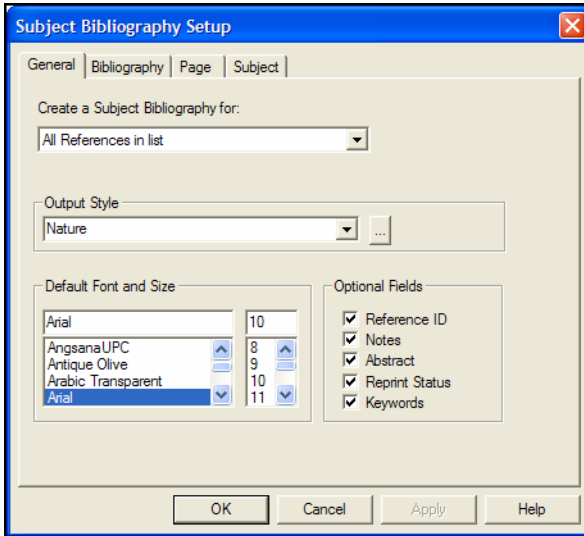 Subject Bibliography Setup
General Bibliography Page Subject
Create a Subject Bibliography for:
All References in list
Output Style
Nature
...
Default Font and Size
Arial 10
AngsanaUPC 8
Antique Olive 9
Arabic Transparent 10
Arial 11
Optional Fields
Reference ID
Notes
Abstract
Reprint Status
Keywords
OK Cancel Apply Help